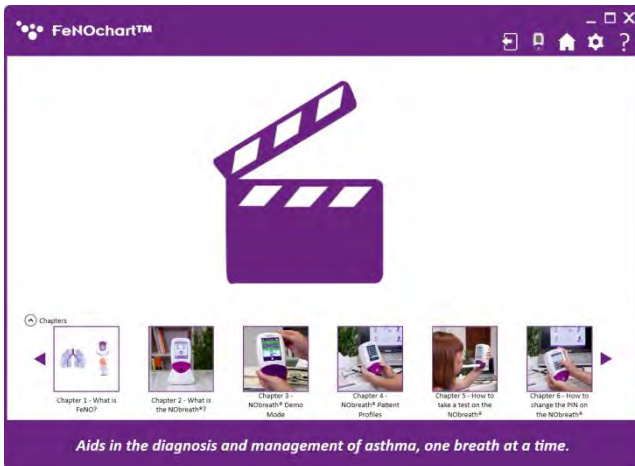 FeNOchart™
?
Chapters
Chapter 1 - What is
FeNO?
Chapter 2 - What is
the NObreath®?
Chapter 3 -
NObreath® Demo
Mode
Chapter 4 -
NObreath® Patient
Profiles
Chapter 5 - How to
take a test on the
NObreath®
Chapter 6 - How to
change the PIN on
the NObreath®
Aids in the diagnosis and management of asthma, one breath at a time.